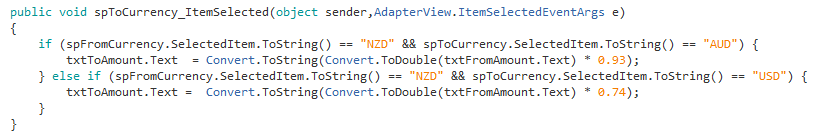 public void spToCurrency_ItemSelected(object sender,AdapterView.ItemSelectedEventArgs e)
{
    if (spFromCurrency.SelectedItem.ToString() == "NZD" && spToCurrency.SelectedItem.ToString() == "AUD") {
        txtToAmount.Text  = Convert.ToString(Convert.ToDouble(txtFromAmount.Text) * 0.93);
    } else if (spFromCurrency.SelectedItem.ToString() == "NZD" && spToCurrency.SelectedItem.ToString() == "USD") {
        txtToAmount.Text =  Convert.ToString(Convert.ToDouble(txtFromAmount.Text) * 0.74);
    }
}